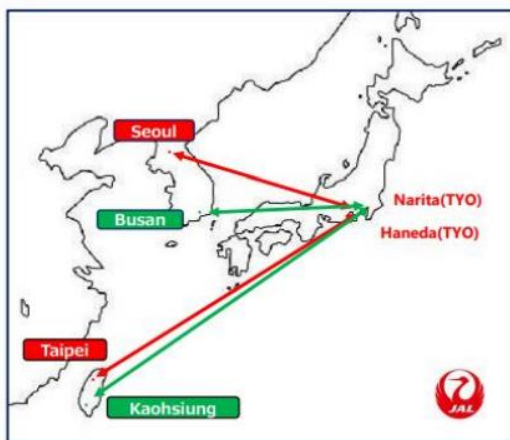 Seoul
Narita(TYO)
Busan
Haneda(TYO)
Taipei
Kaohsiung
JAL